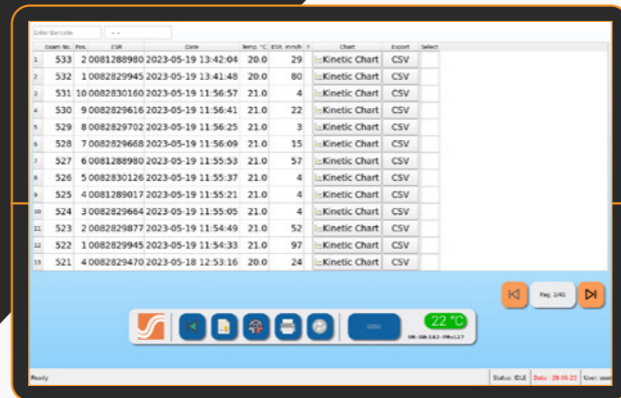 Enter Barcode -- 
Exam No. Pos. ESR Date Temp. °C ESR. mm/h F Chart Export Select
1 533 2 0081288980 2023-05-19 13:42:04 20.0 29 Kinetic Chart CSV
2 532 1 0082829945 2023-05-19 13:41:48 20.0 80 Kinetic Chart CSV
3 531 10 0082830160 2023-05-19 11:56:57 21.0 4 Kinetic Chart CSV
4 530 9 0082829616 2023-05-19 11:56:41 21.0 22 Kinetic Chart CSV
5 529 8 0082829702 2023-05-19 11:56:25 21.0 3 Kinetic Chart CSV
6 528 7 0082829668 2023-05-19 11:56:09 21.0 15 Kinetic Chart CSV
7 527 6 0081288980 2023-05-19 11:55:53 21.0 57 Kinetic Chart CSV
8 526 5 0082830126 2023-05-19 11:55:37 21.0 4 Kinetic Chart CSV
9 525 4 0081289017 2023-05-19 11:55:21 21.0 4 Kinetic Chart CSV
10 524 3 0082829664 2023-05-19 11:55:05 21.0 4 Kinetic Chart CSV
11 523 2 0082829877 2023-05-19 11:54:49 21.0 52 Kinetic Chart CSV
12 522 1 0082829945 2023-05-19 11:54:33 21.0 97 Kinetic Chart CSV
13 521 4 0082829470 2023-05-18 12:53:16 20.0 24 Kinetic Chart CSV
Pag. 1/41
22 °C
Ready Status: IDLE Date : 28-06-23 User: user